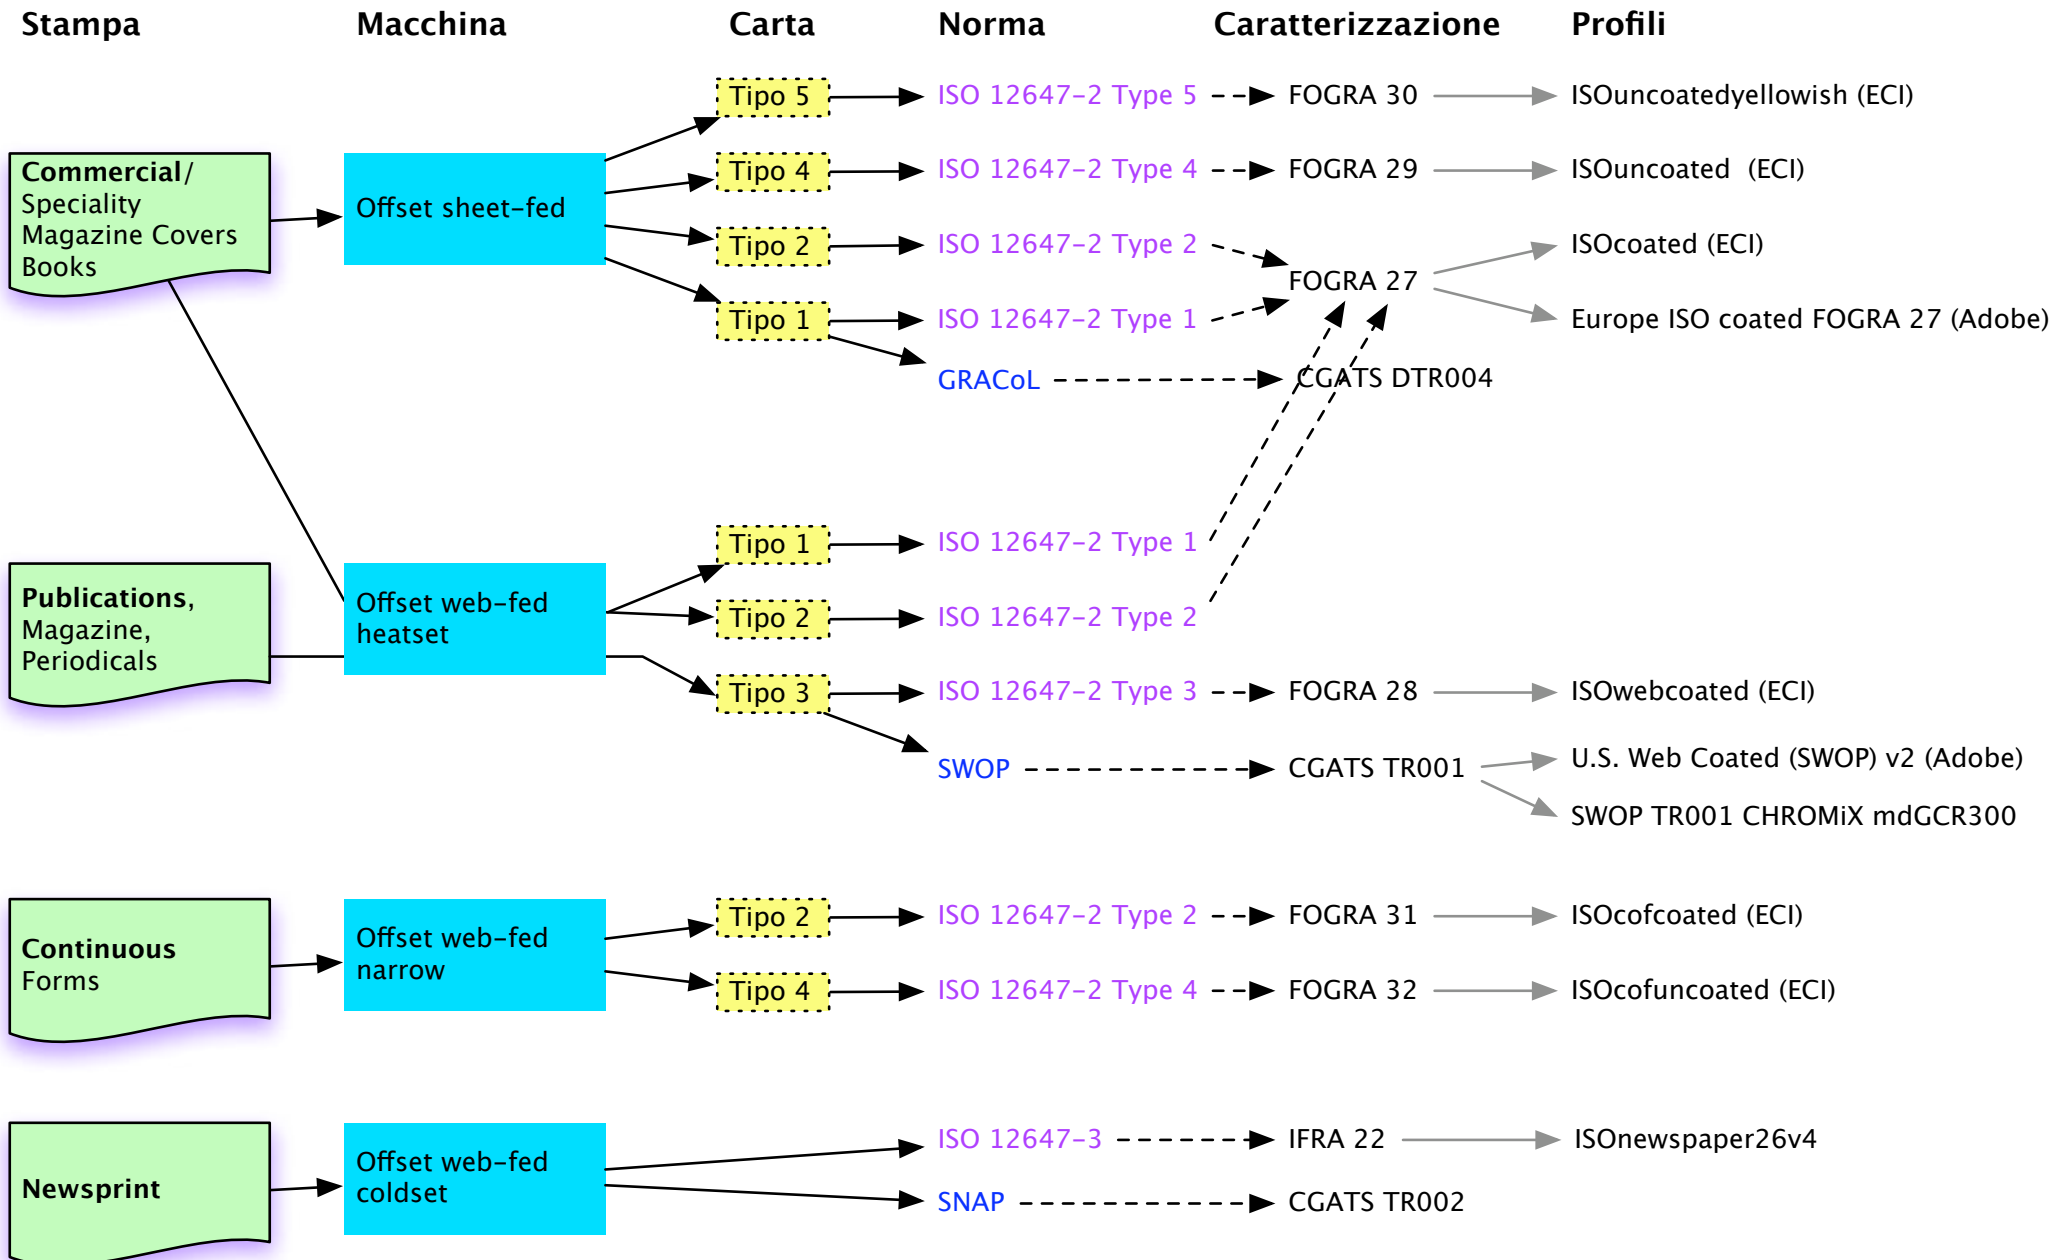 Stampa Macchina Carta Norma Caratterizzazione Profili
Tipo 5 ISO 12647-2 Type 5 FOGRA 30 ISOuncoatedyellowish (ECI)
Commercial/
Speciality
Magazine Covers
Books
Offset sheet-fed
Tipo 4 ISO 12647-2 Type 4 FOGRA 29 ISOuncoated (ECI)
Tipo 2 ISO 12647-2 Type 2 ISOcoated (ECI)
FOGRA 27
Tipo 1 ISO 12647-2 Type 1 Europe ISO coated FOGRA 27 (Adobe)
GRACoL CGATS DTR004
Tipo 1 ISO 12647-2 Type 1
Publications,
Magazine,
Periodicals
Offset web-fed
heatset
Tipo 2 ISO 12647-2 Type 2
Tipo 3 ISO 12647-2 Type 3 FOGRA 28 ISOwebcoated (ECI)
SWOP CGATS TR001 U.S. Web Coated (SWOP) v2 (Adobe)
SWOP TR001 CHROMiX mdGCR300
Continuous
Forms
Offset web-fed
narrow
Tipo 2 ISO 12647-2 Type 2 FOGRA 31 ISOcofcoated (ECI)
Tipo 4 ISO 12647-2 Type 4 FOGRA 32 ISOcofuncoated (ECI)
Newsprint
Offset web-fed
coldset
ISO 12647-3 IFRA 22 ISOnewspaper26v4
SNAP CGATS TR002